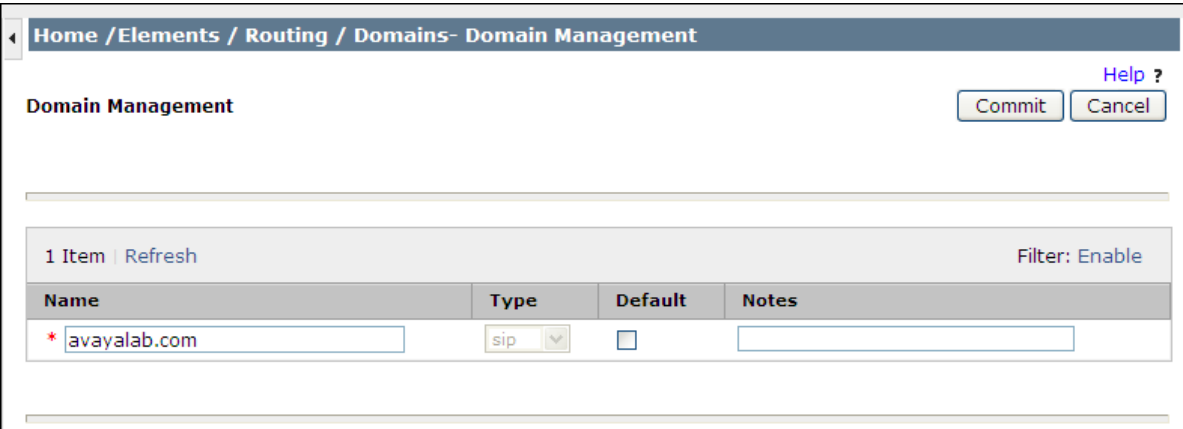 Home /Elements / Routing / Domains- Domain Management
Help ?
Domain Management Commit Cancel
1 Item | Refresh Filter: Enable
Name Type Default Notes
* avayalab.com sip